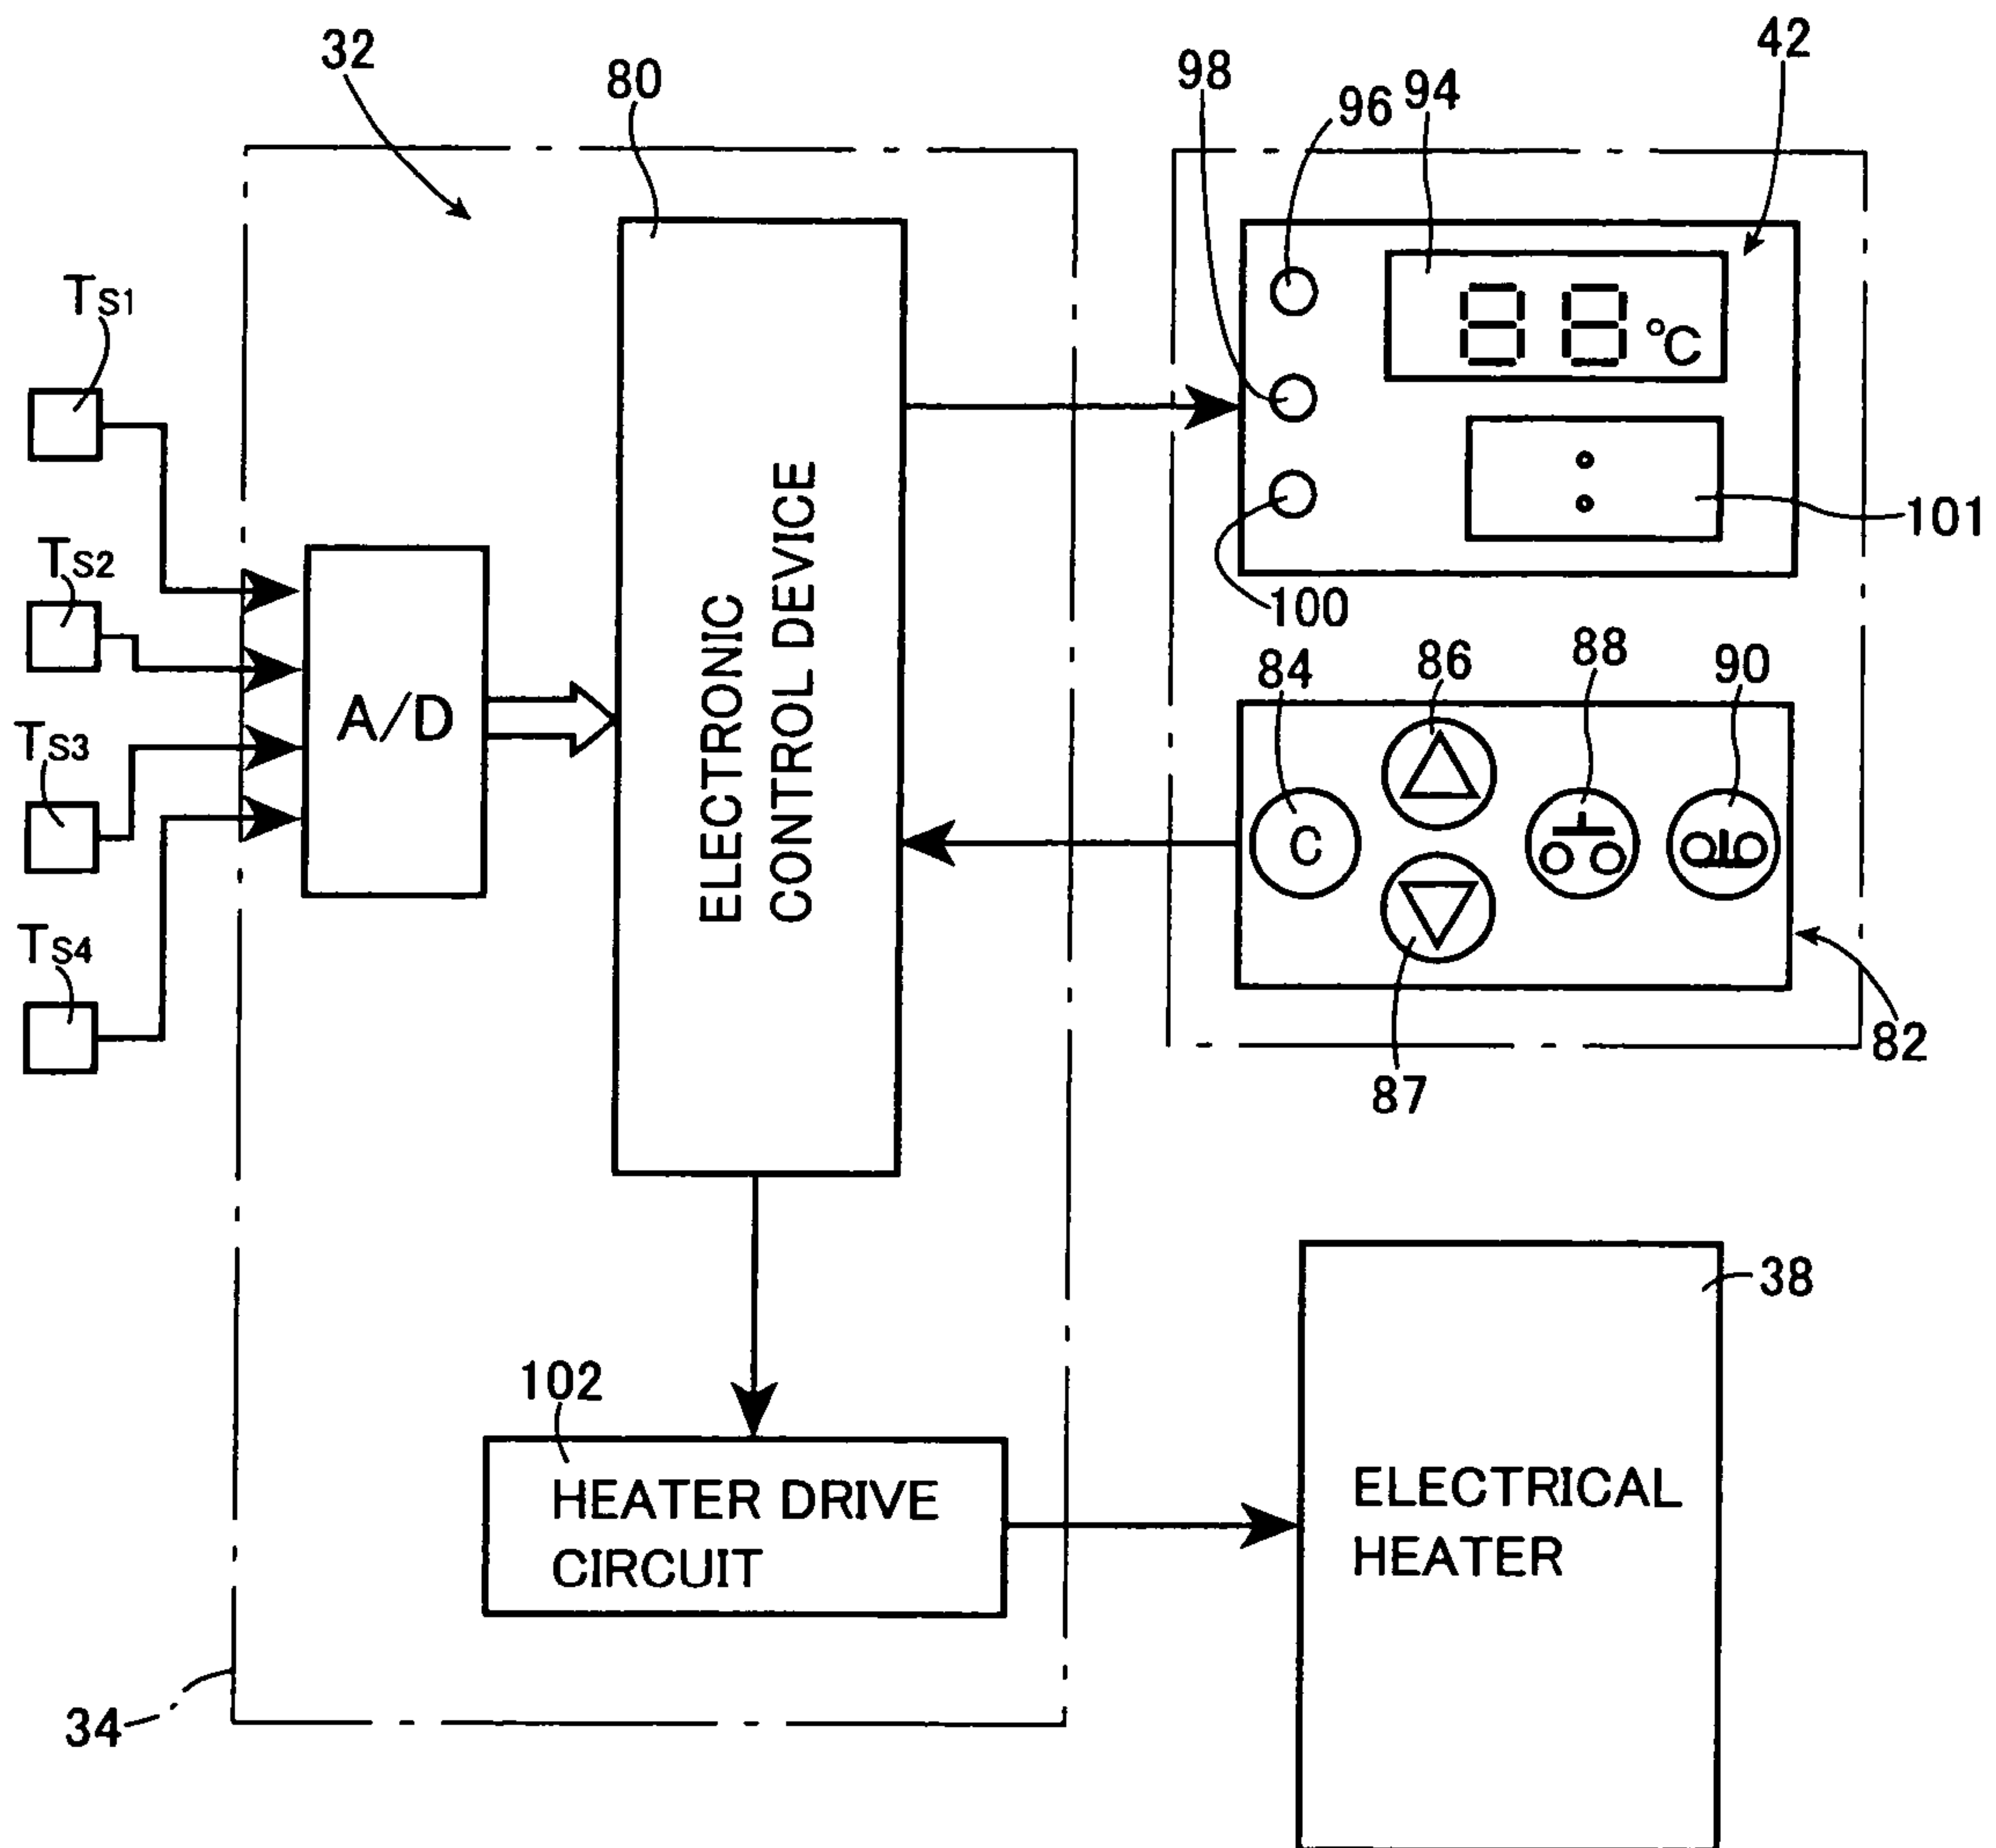 32
80
98
96
94
42
TS1
88 °C
:
101
TS2
100
TS3
A/D
ELECTRONIC
CONTROL DEVICE
84
86
88
90
C
TS4
82
87
38
102
HEATER DRIVE
CIRCUIT
ELECTRICAL
HEATER
34